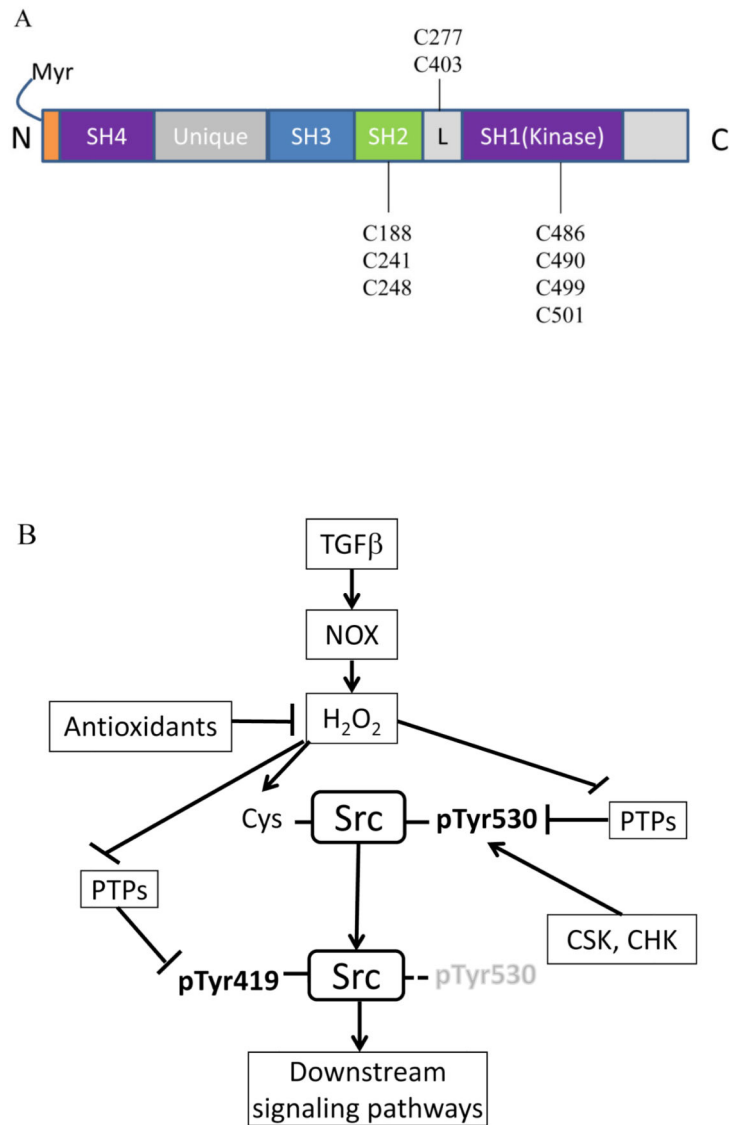 A
C277
C403
Myr
N SH4 Unique SH3 SH2 L SH1(Kinase) C
C188
C241
C248
C486
C490
C499
C501
B
TGFβ
NOX
Antioxidants
H₂O₂
Cys Src pTyr530 PTPs
PTPs
CSK, CHK
pTyr419 Src pTyr530
Downstream
signaling pathways